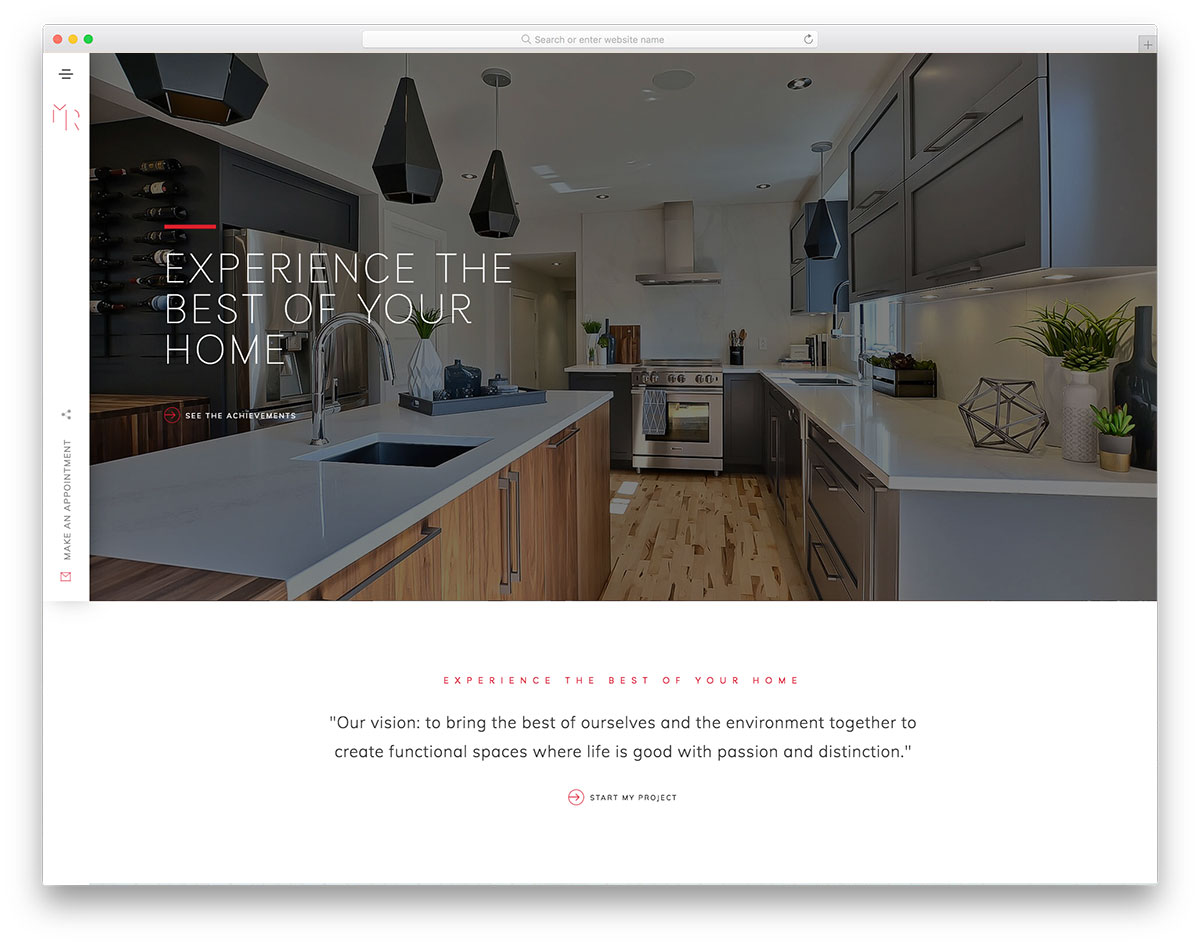 Search or enter website name
MR
EXPERIENCE THE
BEST OF YOUR
HOME
SEE THE ACHIEVEMENTS
MAKE AN APPOINTMENT
EXPERIENCE THE BEST OF YOUR HOME
"Our vision: to bring the best of ourselves and the environment together to
create functional spaces where life is good with passion and distinction."
START MY PROJECT